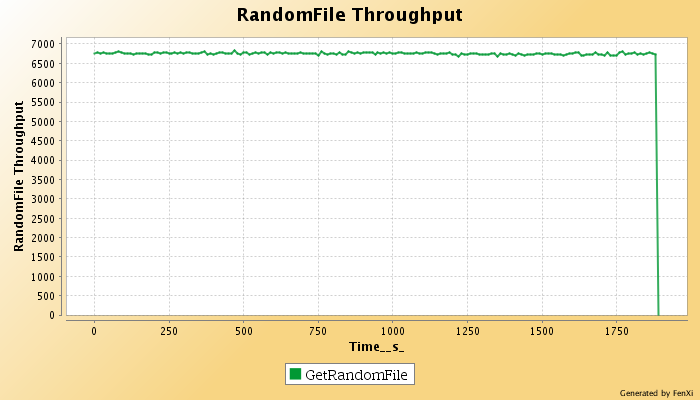 RandomFile Throughput
RandomFile Throughput
7000
6500
6000
5500
5000
4500
4000
3500
3000
2500
2000
1500
1000
500
0
0 250 500 750 1000 1250 1500 1750
Time__s_
GetRandomFile
Generated by FenXi